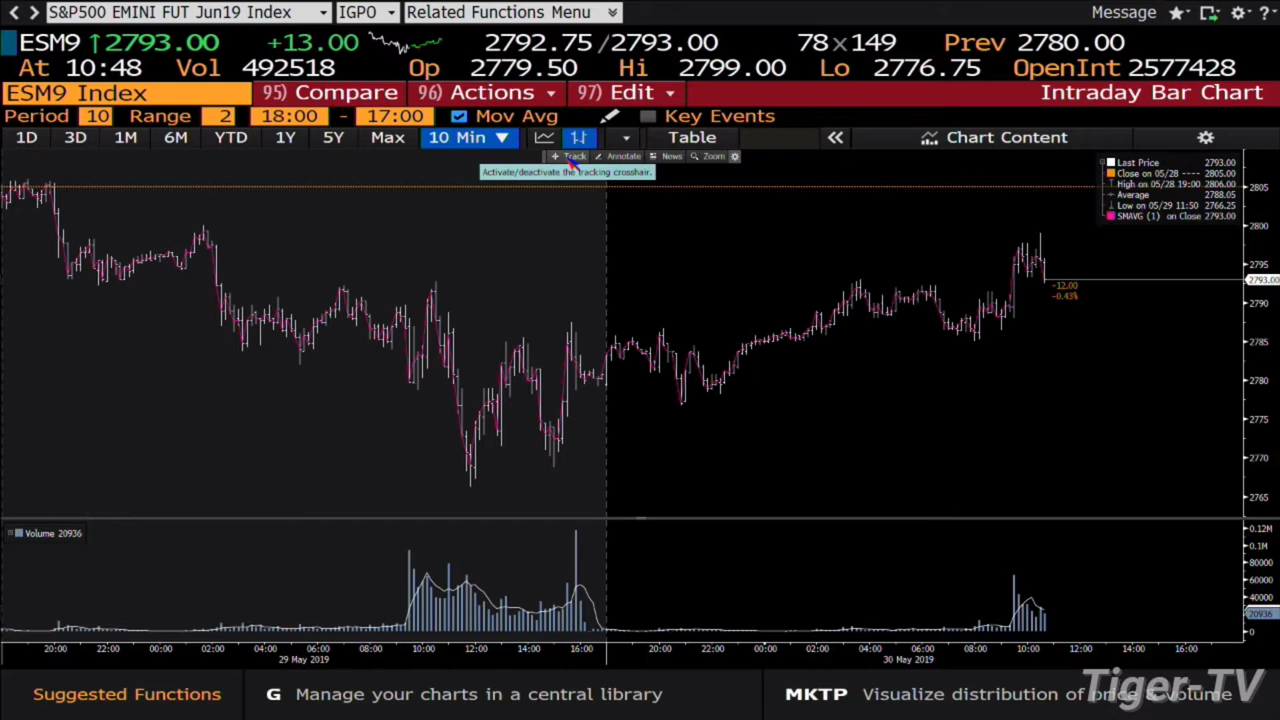 S&P500 EMINI FUT Jun19 Index IGPO Related Functions Menu Message
ESM9 ↑2793.00 +13.00 2792.75/2793.00 78x149 Prev 2780.00
At 10:48 Vol 492518 Op 2779.50 Hi 2799.00 Lo 2776.75 OpenInt 2577428
ESM9 Index 95) Compare 96) Actions 97) Edit Intraday Bar Chart
Period 10 Range 2 18:00 - 17:00 Mov Avg Key Events
1D 3D 1M 6M YTD 1Y 5Y Max 10 Min ▼ Table « Chart Content
Track Annotate News Zoom
Activate/deactivate the tracking crosshair.
Last Price 2793.00
Close on 05/28 ---- 2805.00
High on 05/28 19:00 2806.00
Average 2788.05
Low on 05/29 11:50 2766.25
SMAVG (1) on Close 2793.00
2805
2800
2795
2793.00
-12.00
-0.43%
2790
2785
2780
2775
2770
2765
Volume 20936
0.12M
0.1M
80000
60000
40000
20936
0
20:00 22:00 00:00 02:00 04:00 06:00 08:00 10:00 12:00 14:00 16:00 20:00 22:00 00:00 02:00 04:00 06:00 08:00 10:00 12:00 14:00 16:00
29 May 2019 30 May 2019
Suggested Functions G Manage your charts in a central library MKTP Visualize distribution of price & volume
Tiger-TV